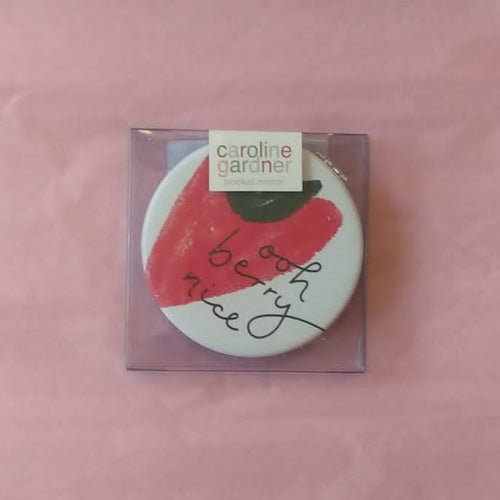 caroline
gardner
pocket mirror
ooh
berry
nice